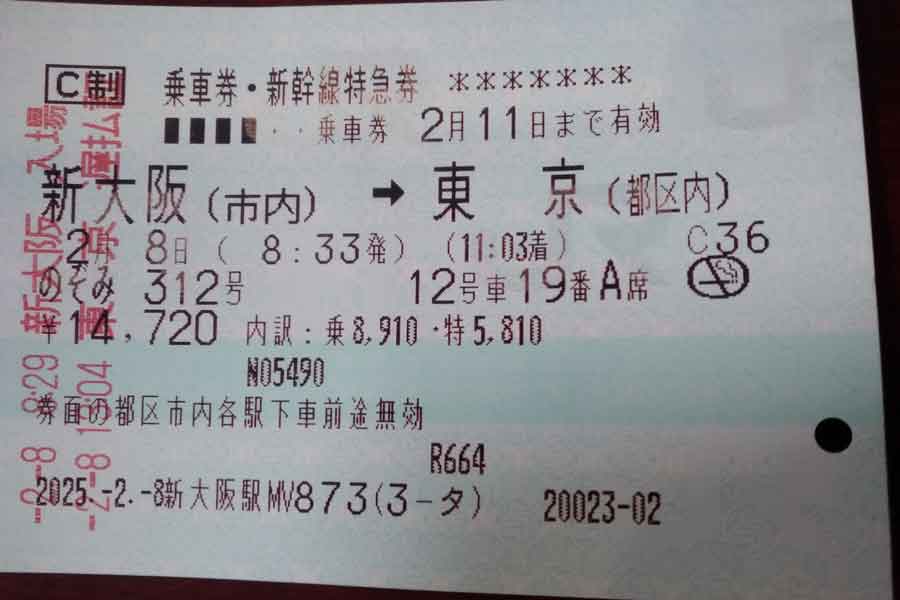 C制 乗車券・新幹線特急券 *******
■■■■・・乗車券 2月11日まで有効
新大阪(市内) ➡ 東京(都区内)
2月 8日( 8:33発) (11:03着) C36
のぞみ 312号 12号車19番A席
¥14,720 内訳:乗8,910・特5,810
N05490
券面の都区市内各駅下車前途無効
R664
2025.-2.-8新大阪駅MV873(3-タ) 20023-02
-2--8 8:29 新大阪 入場